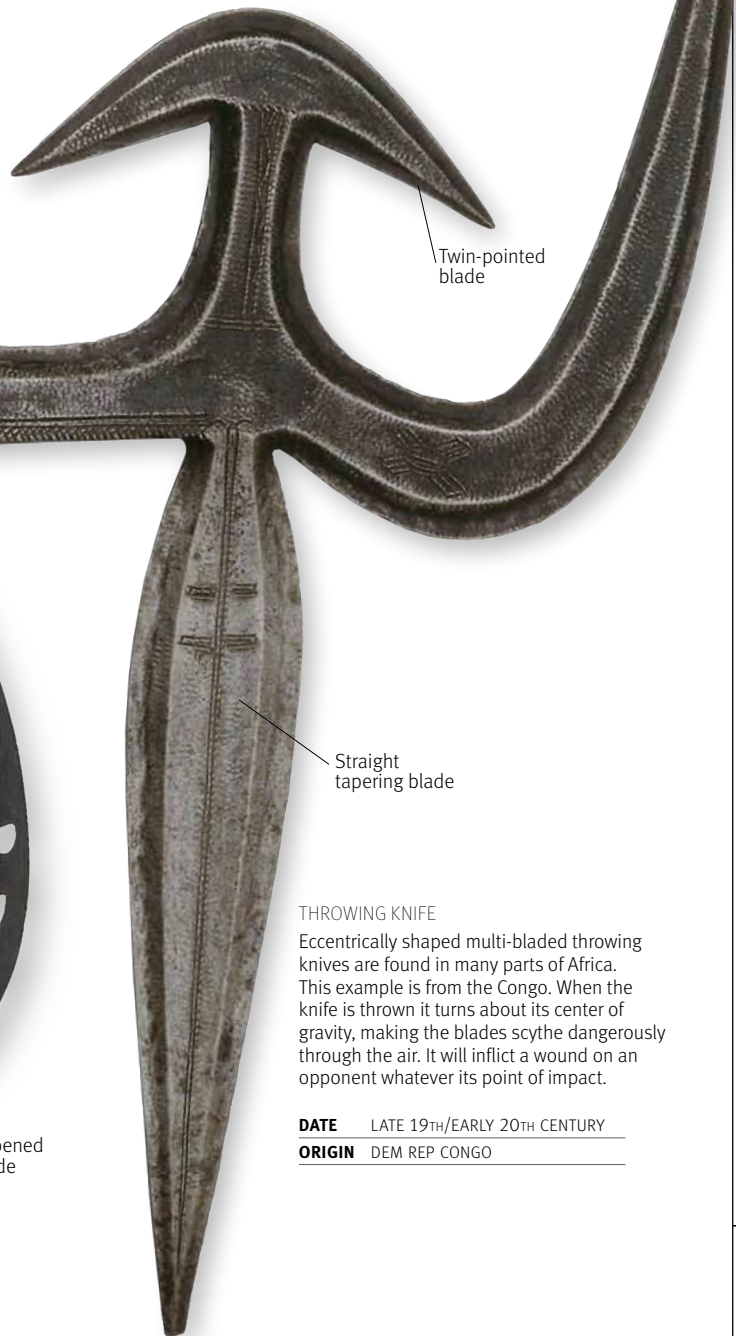 Twin-pointed
blade
Straight
tapering blade
THROWING KNIFE
Eccentrically shaped multi-bladed throwing
knives are found in many parts of Africa.
This example is from the Congo. When the
knife is thrown it turns about its center of
gravity, making the blades scythe dangerously
through the air. It will inflict a wound on an
opponent whatever its point of impact.
DATE LATE 19TH/EARLY 20TH CENTURY
ORIGIN DEM REP CONGO